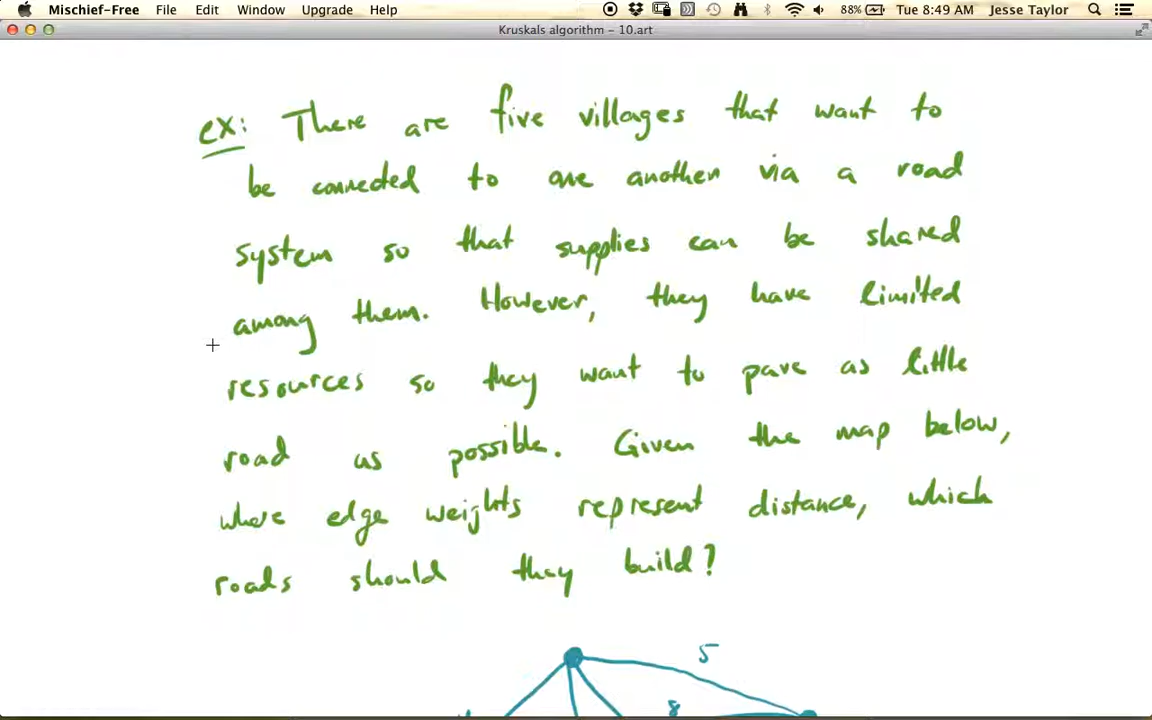 Mischief-Free File Edit View Window Upgrade Help 88% Tue 8:49 AM Jesse Taylor
Kruskals algorithm - 10.art
ex: There are five villages that want to
be connected to one another via a road
system so that supplies can be shared
among them. However, they have limited
resources so they want to pave as little
road as possible. Given the map below,
where edge weights represent distance, which
roads should they build?
5
8